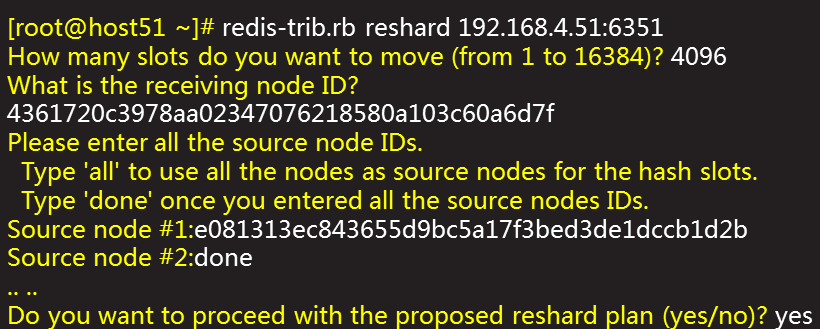 [root@host51 ~]# redis-trib.rb reshard 192.168.4.51:6351
How many slots do you want to move (from 1 to 16384)? 4096
What is the receiving node ID?
4361720c3978aa02347076218580a103c60a6d7f
Please enter all the source node IDs.
Type 'all' to use all the nodes as source nodes for the hash slots.
Type 'done' once you entered all the source nodes IDs.
Source node #1:e081313ec843655d9bc5a17f3bed3de1dccb1d2b
Source node #2:done
.. ..
Do you want to proceed with the proposed reshard plan (yes/no)? yes